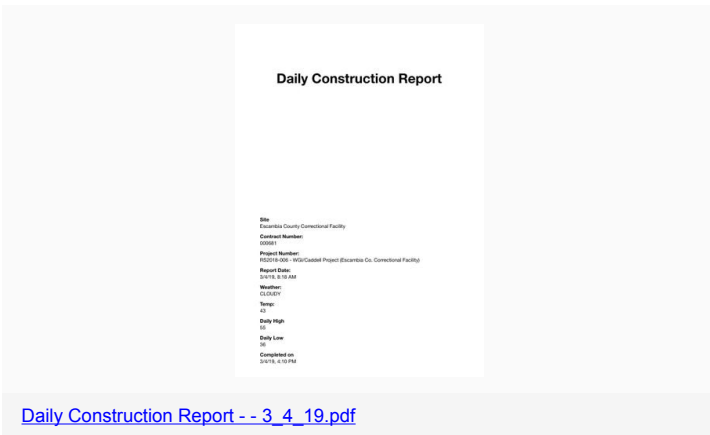 Daily Construction Report
Site
Escambia County Correctional Facility
Contract Number:
000681
Project Number:
RS2018-006 - WGI/Caddell Project (Escambia Co. Correctional Facility)
Report Date:
3/4/19, 8:18 AM
Weather:
CLOUDY
Temp:
43
Daily High
55
Daily Low
36
Completed on
3/4/19, 4:10 PM
Daily Construction Report - - 3_4_19.pdf